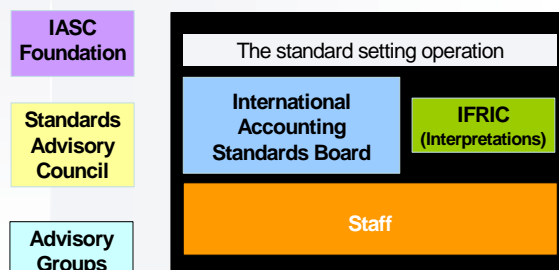 IASC
Foundation
The standard setting operation
International
Accounting
Standards Board
IFRIC
(Interpretations)
Standards
Advisory
Council
Staff
Advisory
Groups